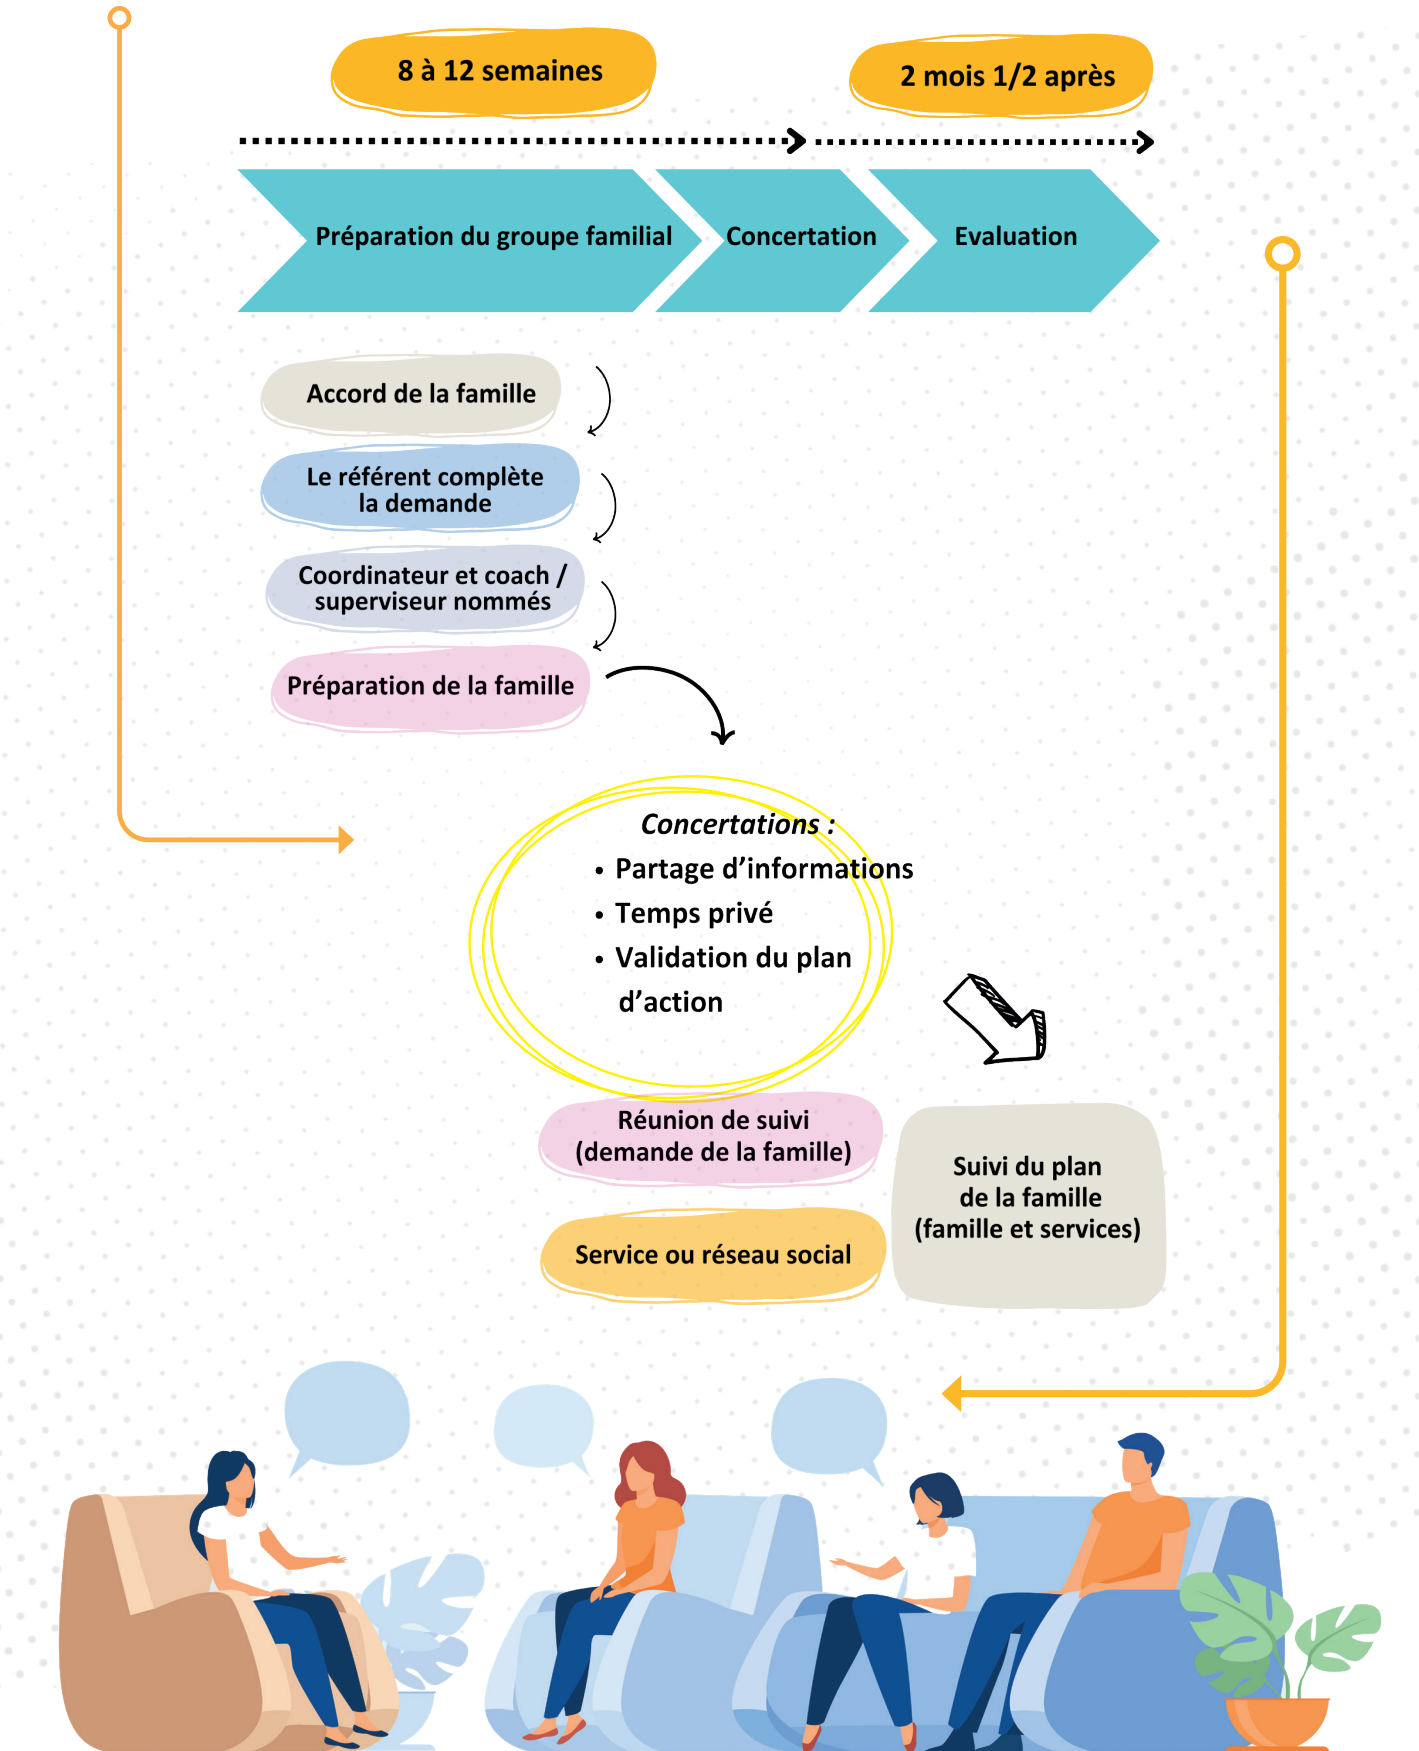 8 à 12 semaines
2 mois 1/2 après
Préparation du groupe familial
Concertation
Evaluation
Accord de la famille
Le référent complète
la demande
Coordinateur et coach /
superviseur nommés
Préparation de la famille
Concertations :
• Partage d’informations
• Temps privé
• Validation du plan
d’action
Réunion de suivi
(demande de la famille)
Service ou réseau social
Suivi du plan
de la famille
(famille et services)